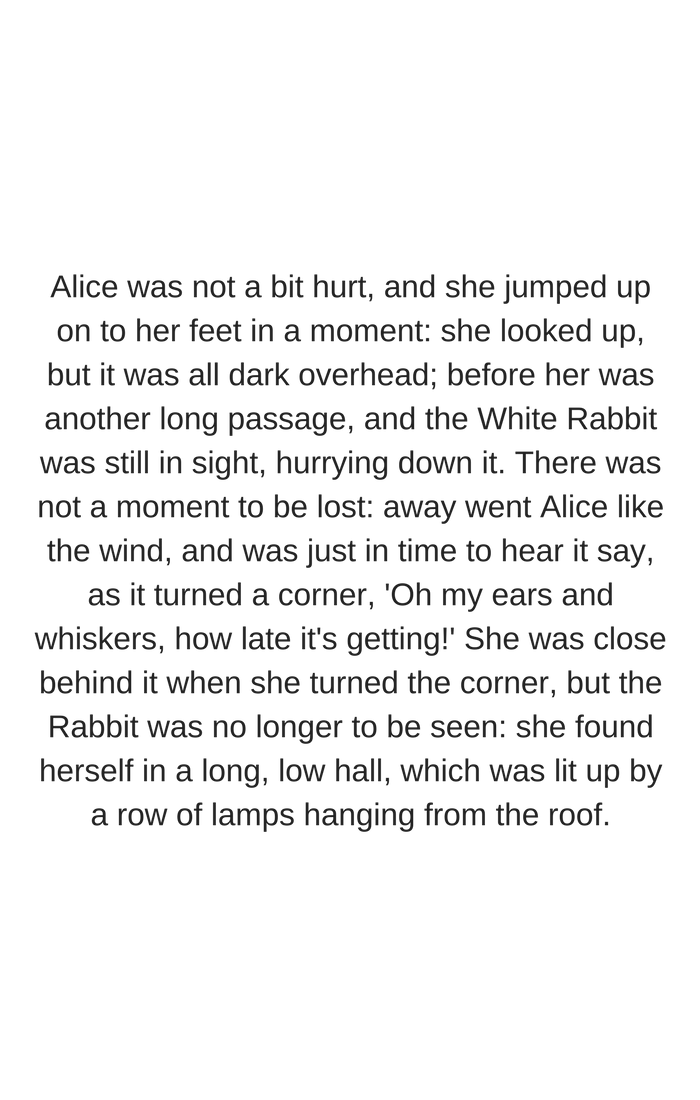 Alice was not a bit hurt, and she jumped up
on to her feet in a moment: she looked up,
but it was all dark overhead; before her was
another long passage, and the White Rabbit
was still in sight, hurrying down it. There was
not a moment to be lost: away went Alice like
the wind, and was just in time to hear it say,
as it turned a corner, 'Oh my ears and
whiskers, how late it's getting!' She was close
behind it when she turned the corner, but the
Rabbit was no longer to be seen: she found
herself in a long, low hall, which was lit up by
a row of lamps hanging from the roof.